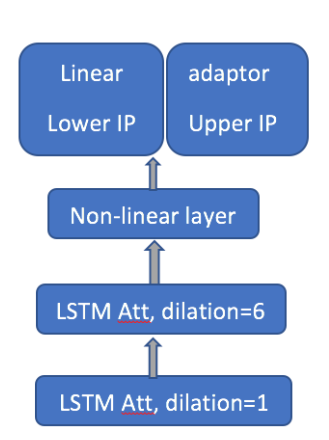 Linear adaptor
Lower IP Upper IP
Non-linear layer
LSTM Att, dilation=6
LSTM Att, dilation=1